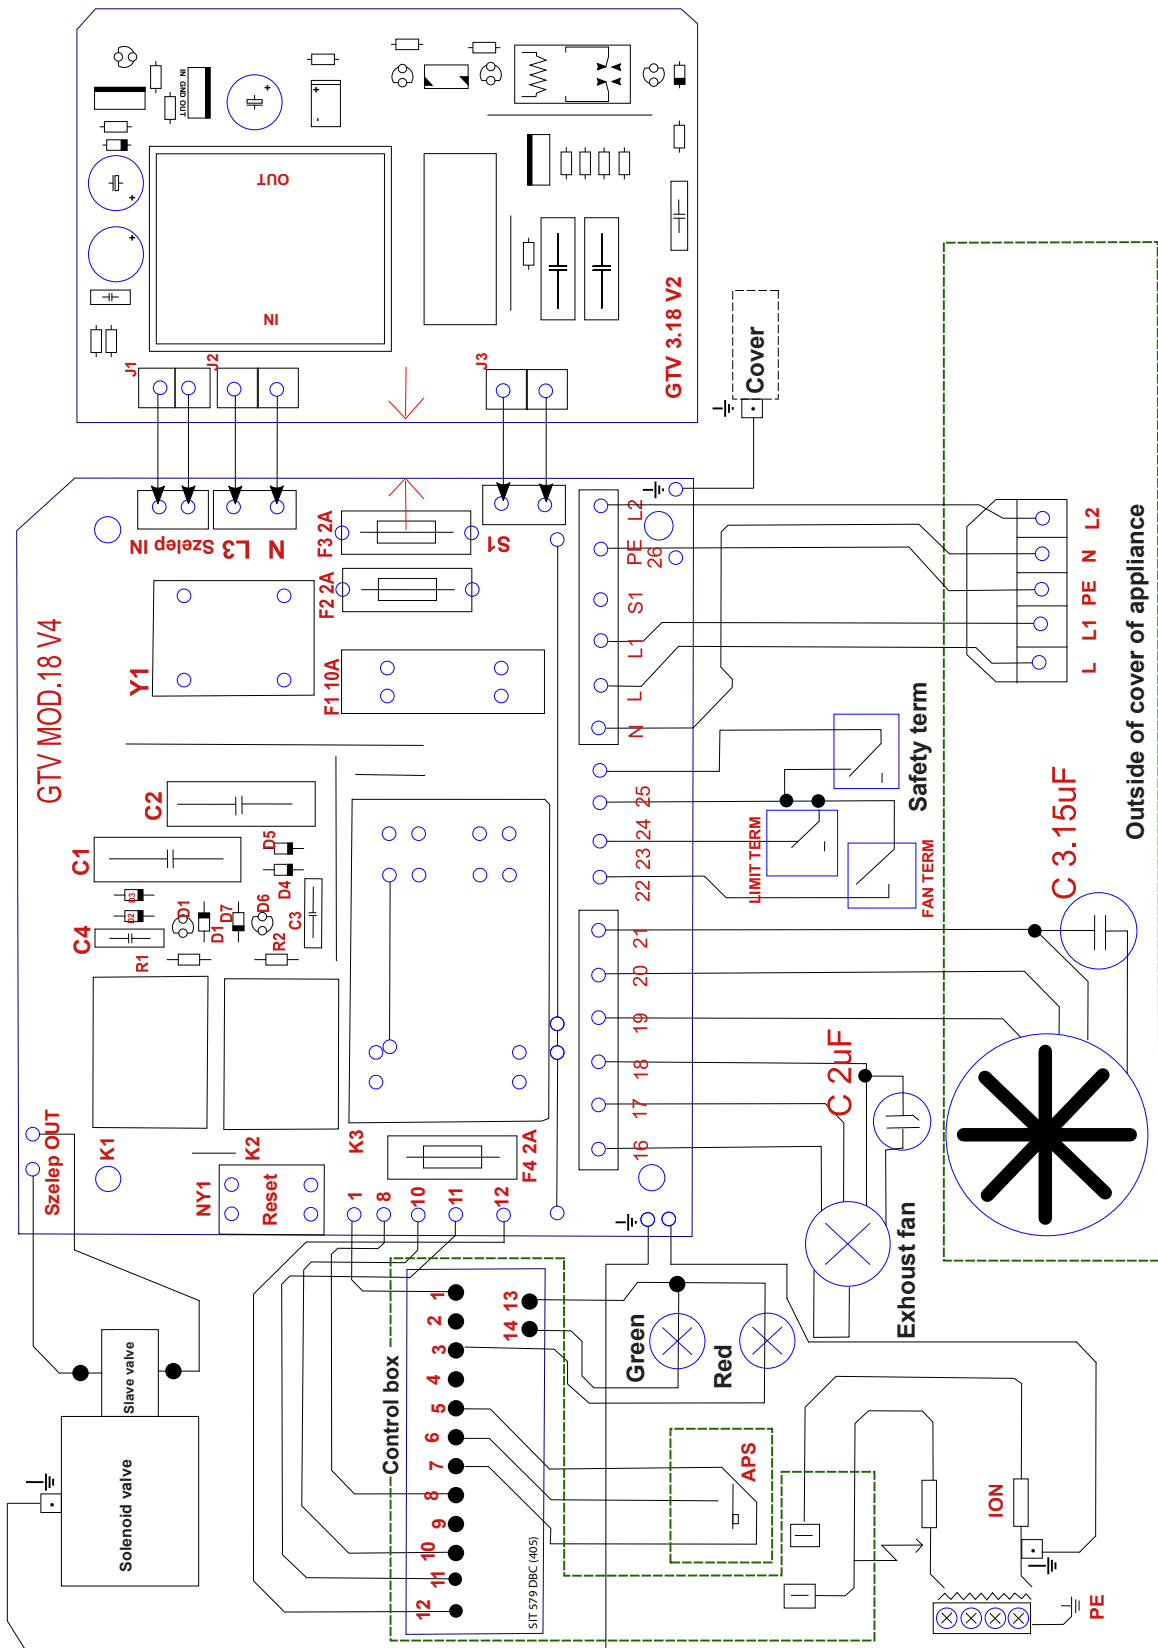 IN GND OUT
+
-
+
+
+
OUT
IN
J1
J2
J3
GTV 3.18 V2
Cover
Szelep IN
L3
N
F3 2A
S1
F2 2A
F1 10A
Y1
GTV MOD.18 V4
C2
C1
D5
D4
D3
D2
C4
D1
D1
D7
D6
C3
R1
R2
L2
PE
26
S1
L1
L
N
25
24
23
22
21
20
19
18
17
16
Szelep OUT
K1
K2
K3
F4 2A
NY1
Reset
1
8
10
11
12
L2
N
PE
L1
L
Outside of cover of appliance
Safety term
LIMIT TERM
FAN TERM
C 3.15uF
C 2uF
Exhoust fan
Slave valve
Solenoid valve
Control box
1
2
3
4
5
6
7
8
9
10
11
12
13
14
SIT 579 DBC (405)
Green
Red
APS
ION
PE